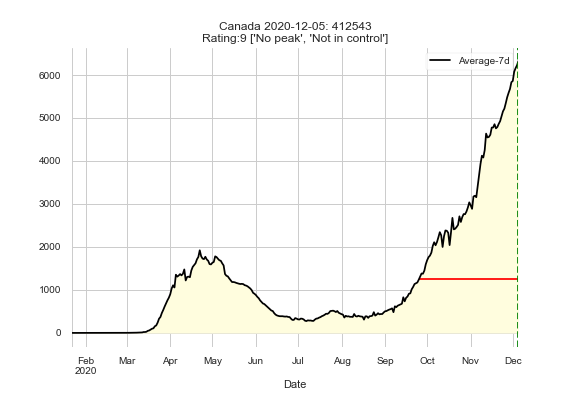 Canada 2020-12-05: 412543
Rating:9 ['No peak', 'Not in control']
Average-7d
6000
5000
4000
3000
2000
1000
0
Feb Mar Apr May Jun Jul Aug Sep Oct Nov Dec
2020
Date